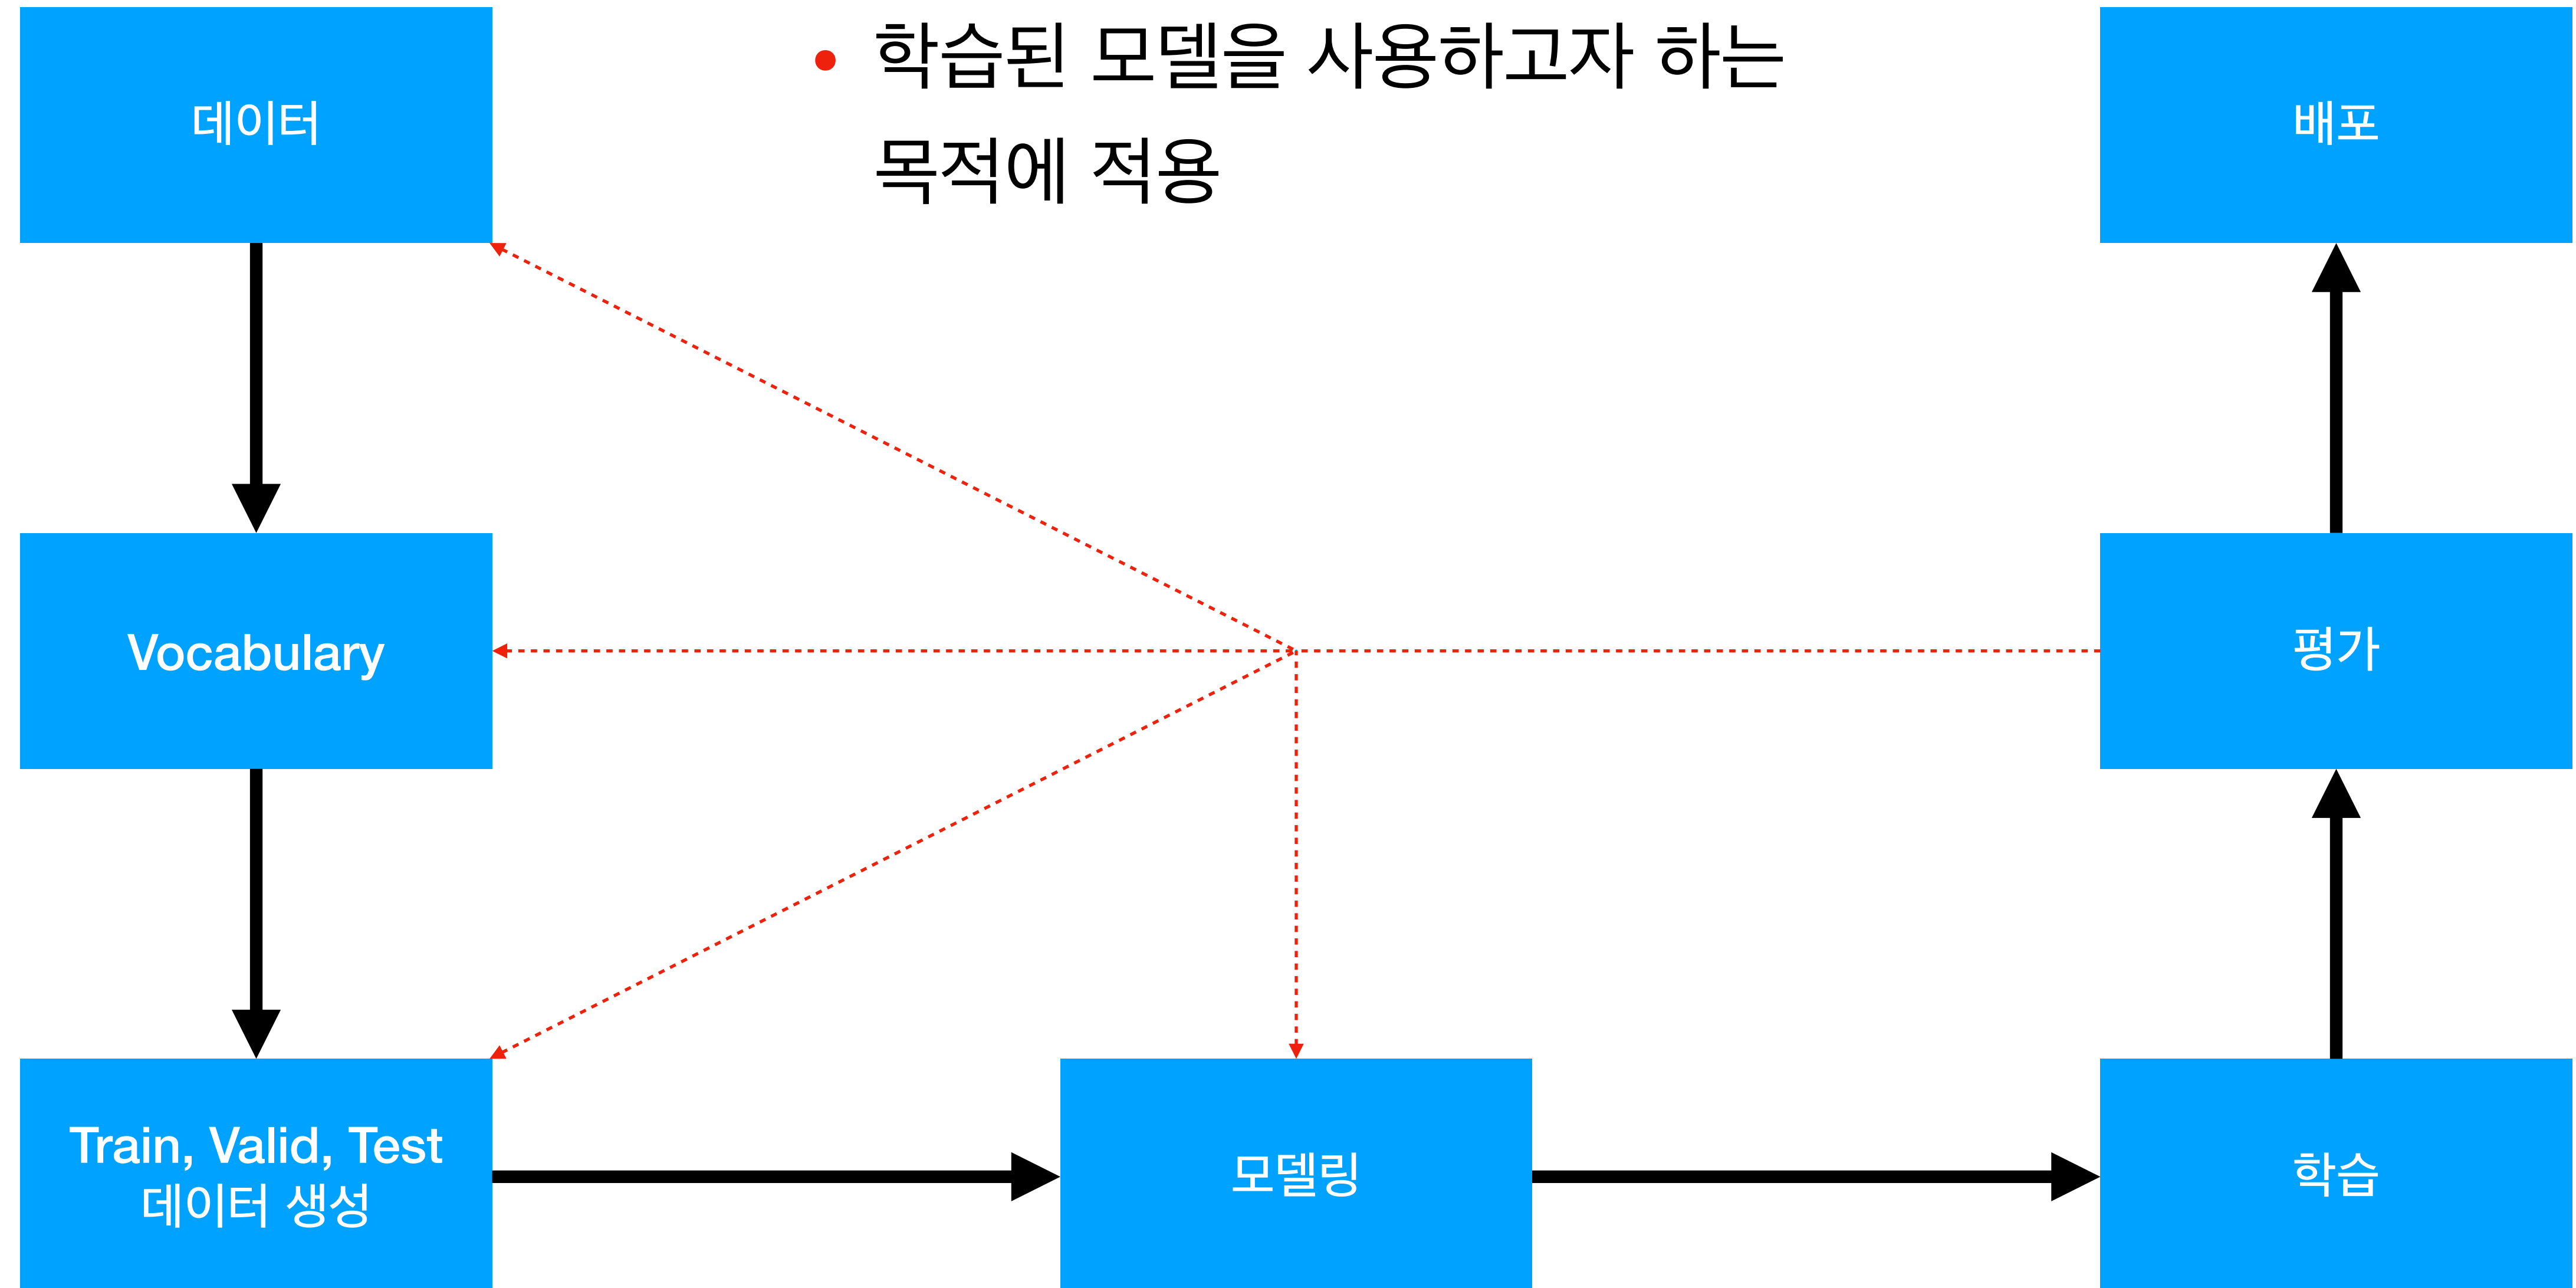 데이터
학습된 모델을 사용하고자 하는
목적에 적용
배포
Vocabulary
평가
Train, Valid, Test
데이터 생성
모델링
학습